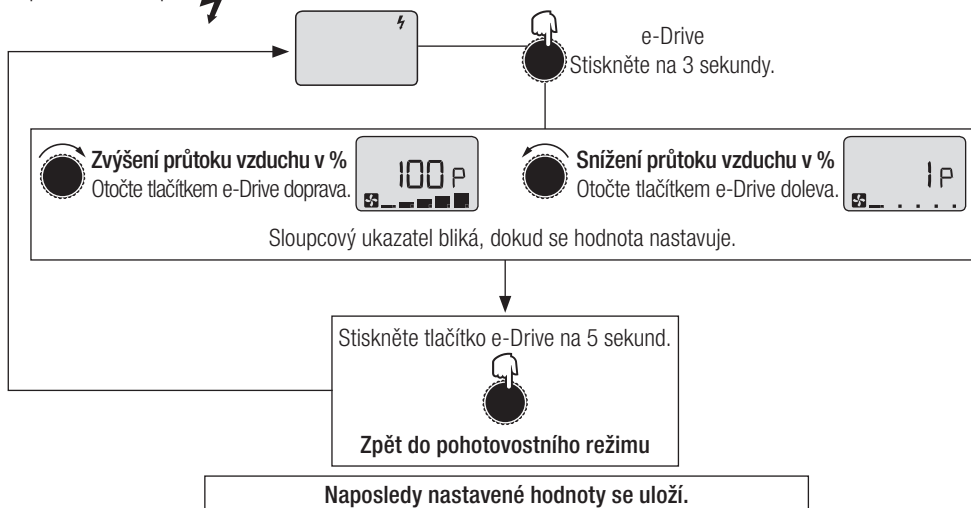 e-Drive
Stiskněte na 3 sekundy.
Zvýšení průtoku vzduchu v %
Otočte tlačítkem e-Drive doprava.
100 P
Snížení průtoku vzduchu v %
Otočte tlačítkem e-Drive doleva.
1 P
Sloupcový ukazatel bliká, dokud se hodnota nastavuje.
Stiskněte tlačítko e-Drive na 5 sekund.
Zpět do pohotovostního režimu
Naposledy nastavené hodnoty se uloží.